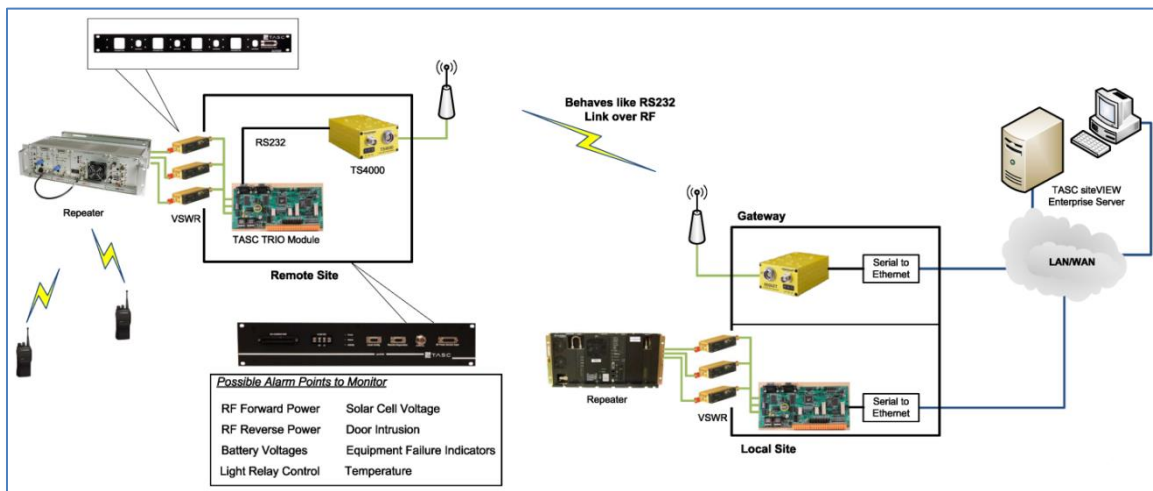 TASC
RS232
TS4000
Repeater
VSWR
TASC TRIO Module
Remote Site
Behaves like RS232
Link over RF
TASC siteVIEW
Enterprise Server
LAN/WAN
Gateway
Serial to
Ethernet
Repeater
VSWR
Serial to
Ethernet
Local Site
TASC
Possible Alarm Points to Monitor
RF Forward Power Solar Cell Voltage
RF Reverse Power Door Intrusion
Battery Voltages Equipment Failure Indicators
Light Relay Control Temperature